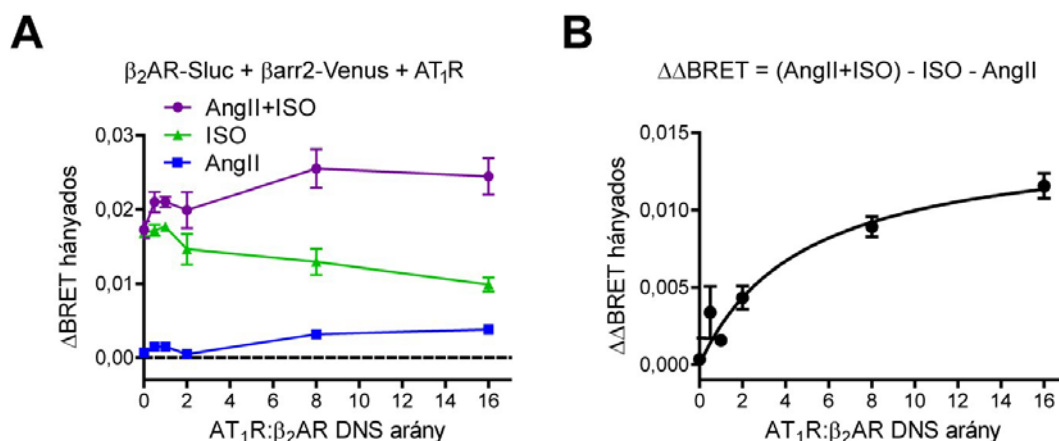 A
β₂AR-Sluc + βarr2-Venus + AT₁R
AngII+ISO
ISO
AngII
ΔBRET hányados
0,03
0,02
0,01
0,00
0 2 4 6 8 10 12 14 16
AT₁R:β₂AR DNS arány
B
ΔΔBRET = (AngII+ISO) - ISO - AngII
ΔΔBRET hányados
0,015
0,010
0,005
0,000
0 2 4 6 8 10 12 14 16
AT₁R:β₂AR DNS arány